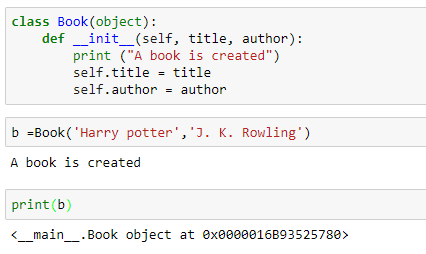 class Book(object):
    def __init__(self, title, author):
        print ("A book is created")
        self.title = title
        self.author = author
b =Book('Harry potter','J. K. Rowling')
A book is created
print(b)
<__main__.Book object at 0x0000016B93525780>